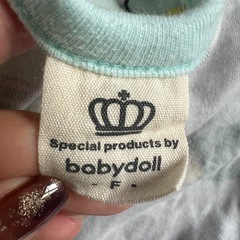 Special products by
babydoll
- F -